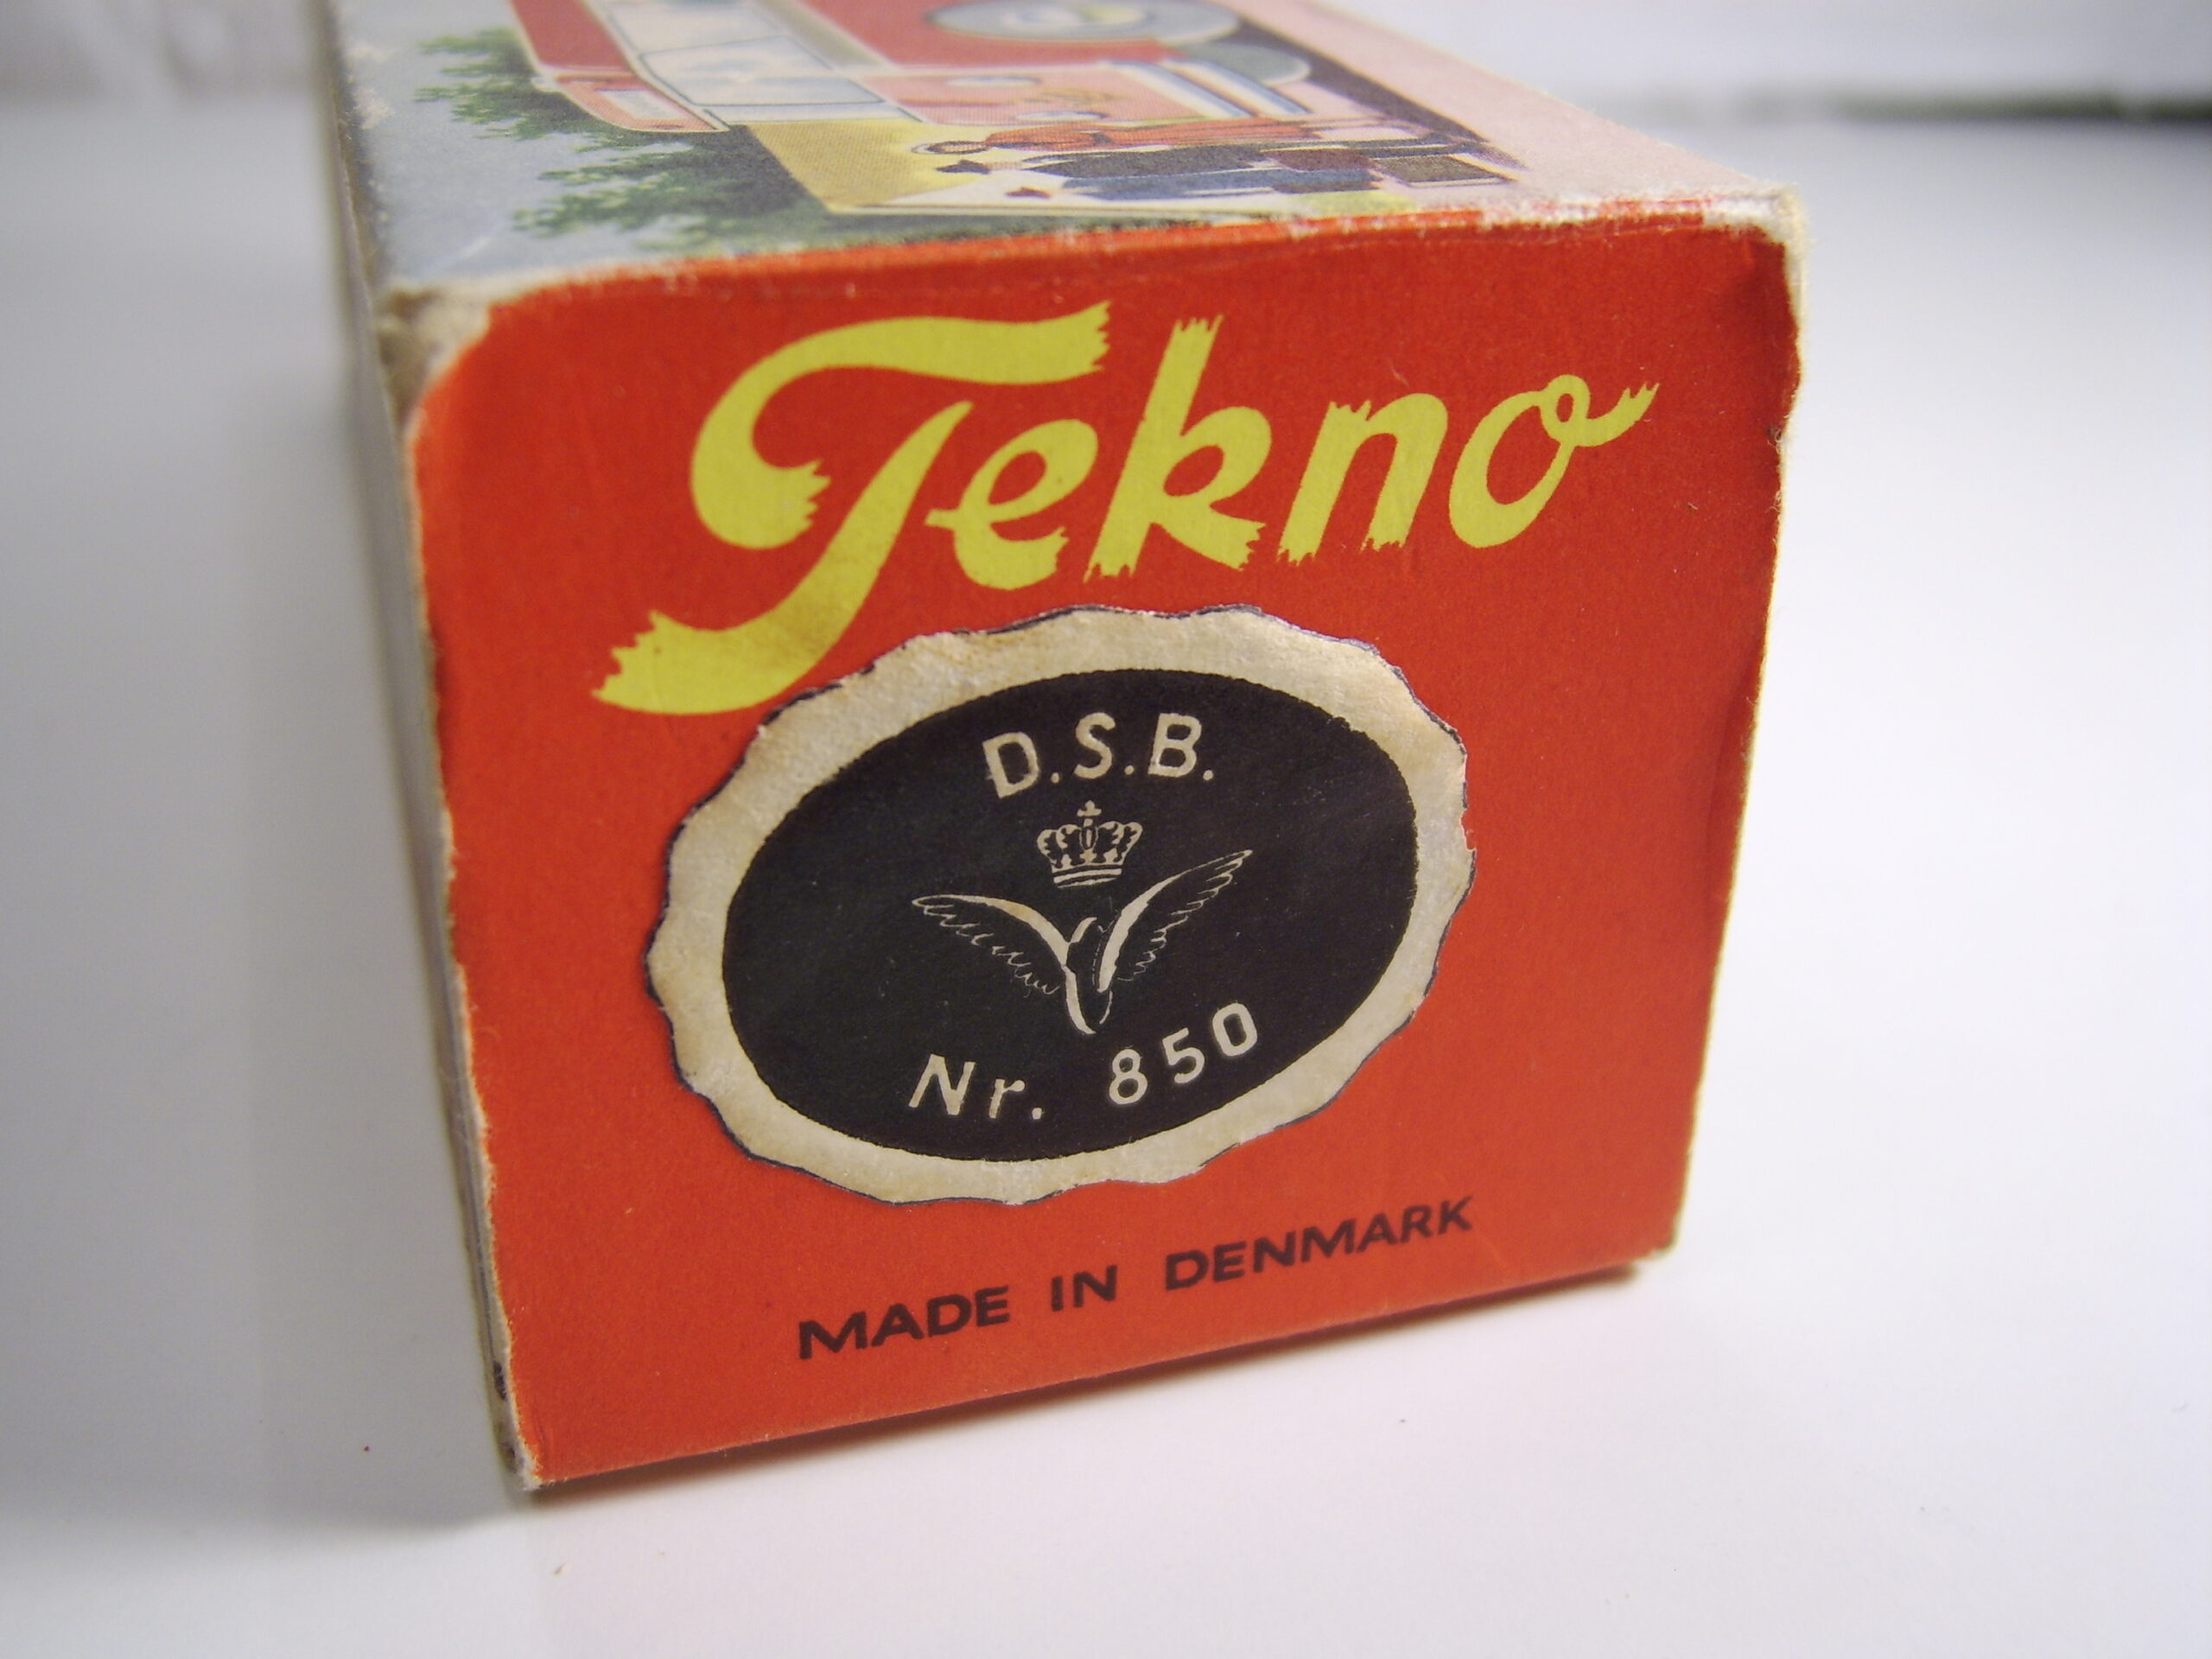 Tekno
D.S.B.
Nr. 850
MADE IN DENMARK